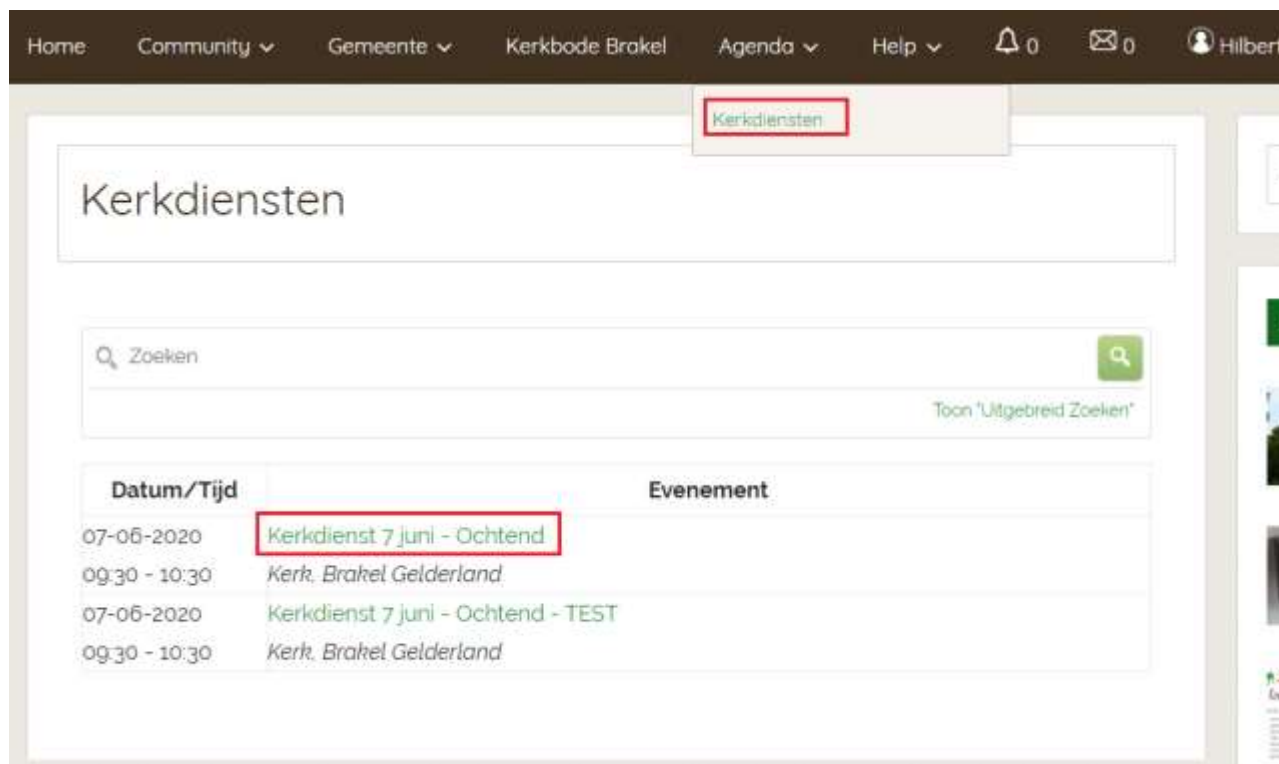 Home Community Gemeente Kerkbode Brakel Agenda Help 0 0
Kerkdiensten
Kerkdiensten
Zoeken
Toon "Uitgebreid Zoeken"
Datum/Tijd Evenement
07-06-2020 Kerkdienst 7 juni - Ochtend
09:30 - 10:30 Kerk, Brakel Gelderland
07-06-2020 Kerkdienst 7 juni - Ochtend - TEST
09:30 - 10:30 Kerk, Brakel Gelderland